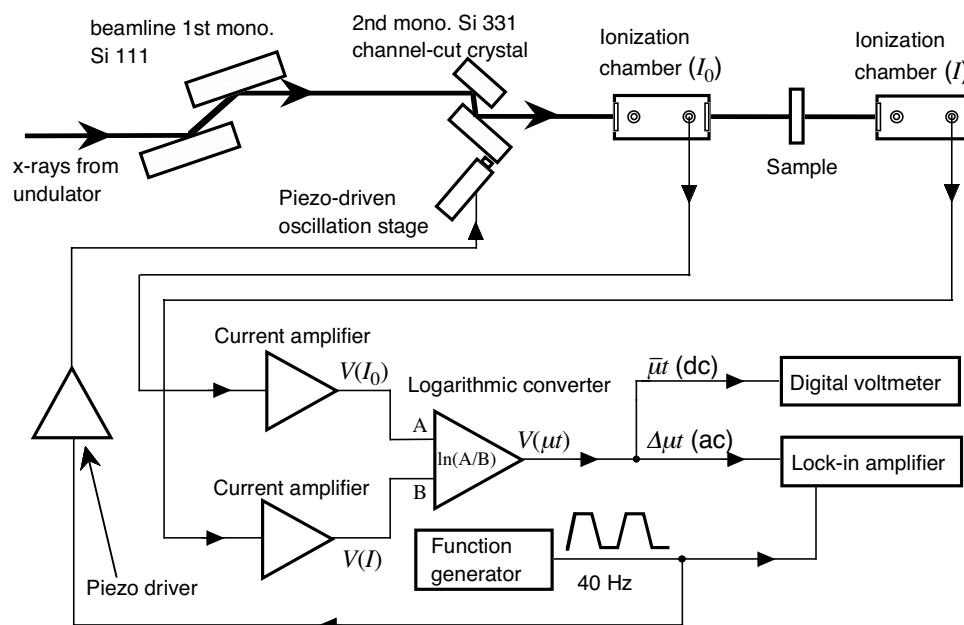 beamline 1st mono.
Si 111
2nd mono. Si 331
channel-cut crystal
Ionization
chamber (I₀)
Ionization
chamber (I)
x-rays from
undulator
Piezo-driven
oscillation stage
Sample
Current amplifier
V(I₀)
Logarithmic converter
A
ln(A/B)
B
V(μt)
μ̅t (dc)
Digital voltmeter
Δμt (ac)
Lock-in amplifier
Current amplifier
V(I)
Function
generator
40 Hz
Piezo driver